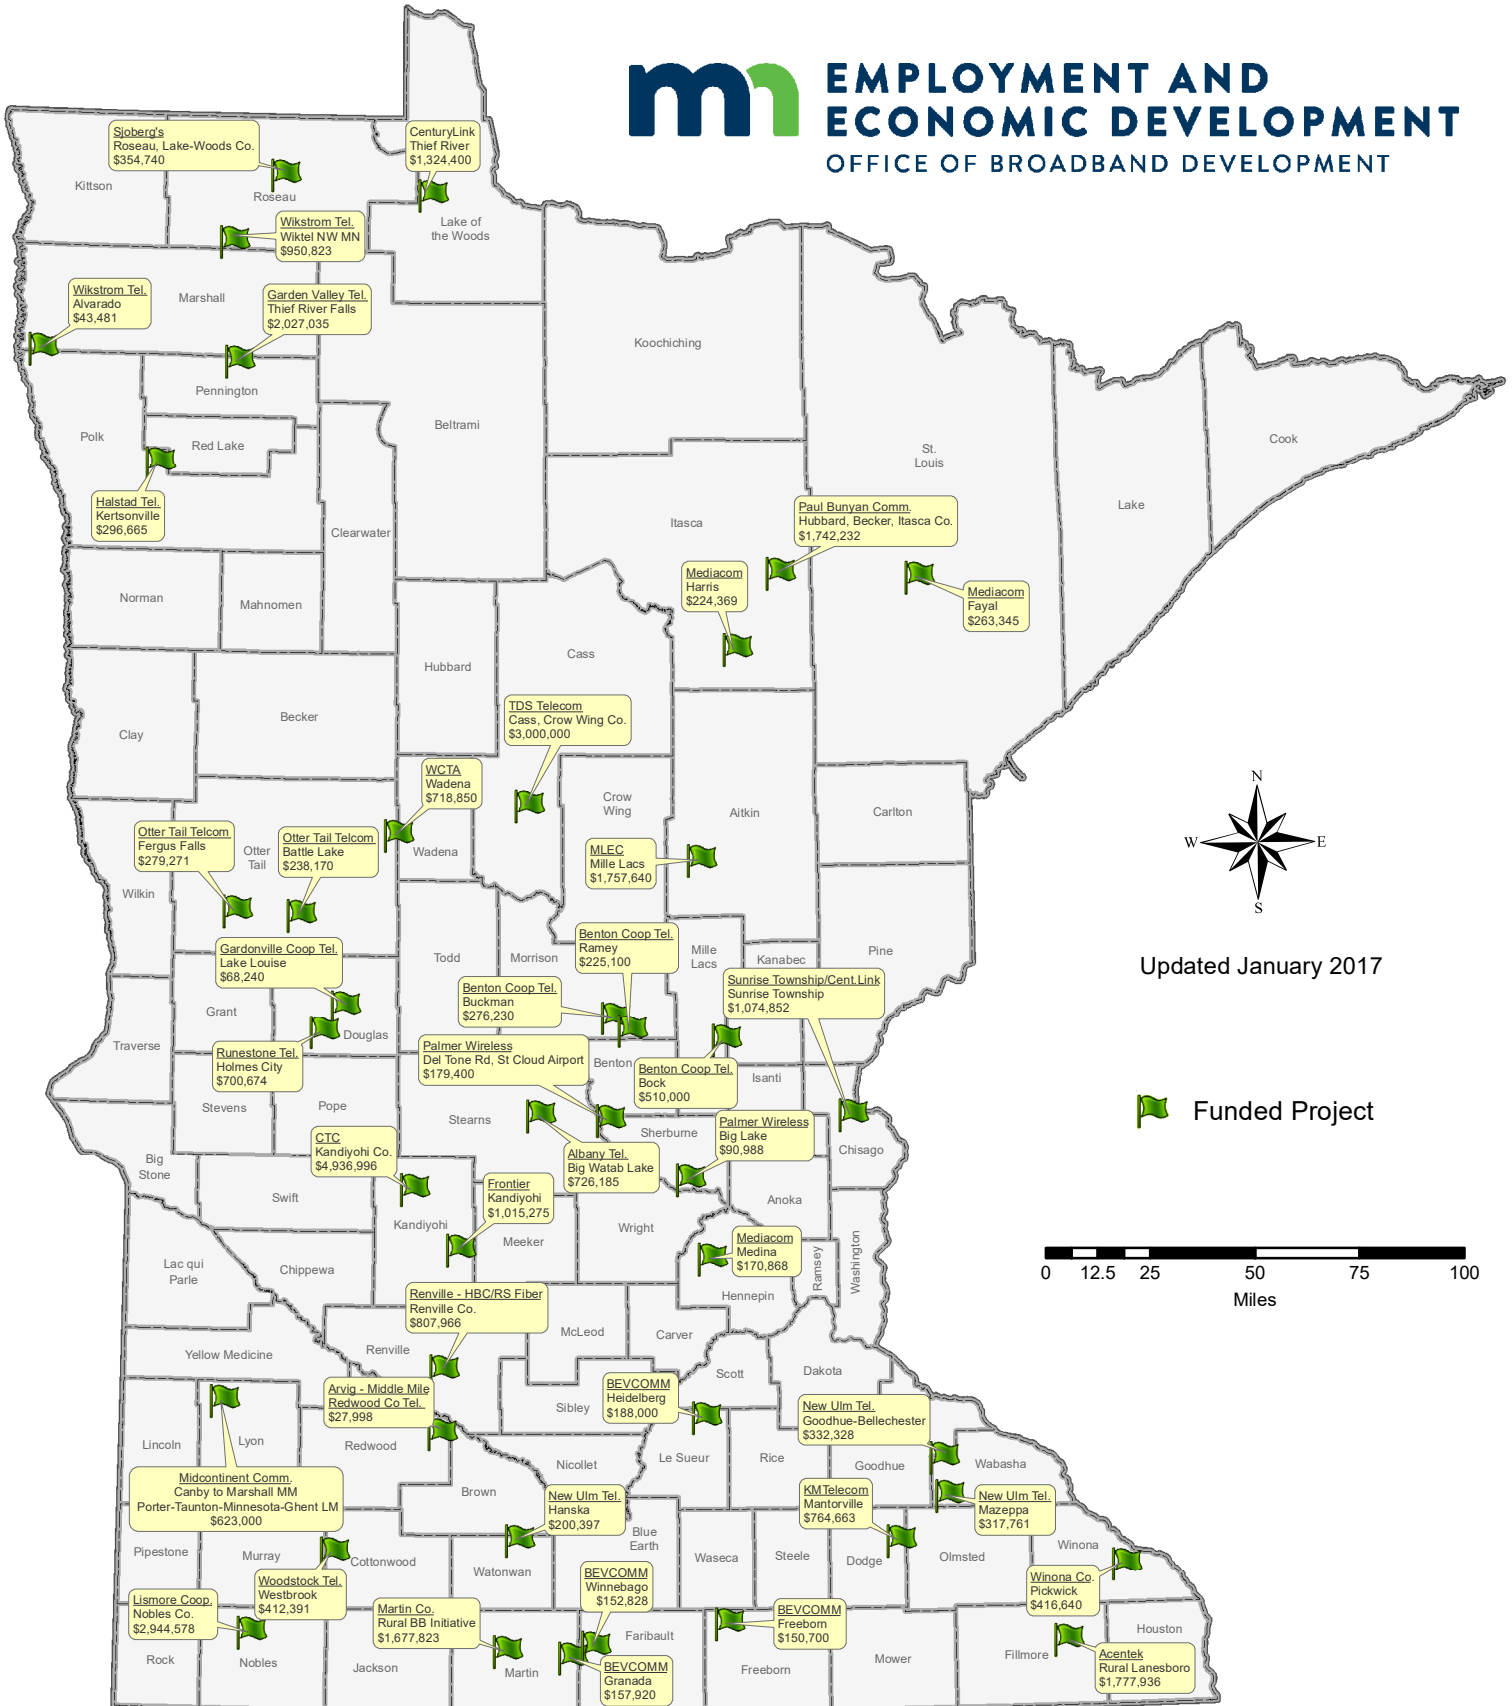 EMPLOYMENT AND
ECONOMIC DEVELOPMENT
OFFICE OF BROADBAND DEVELOPMENT
mn
Sjoberg's
Roseau, Lake-Woods Co.
$354,740
CenturyLink
Thief River
$1,324,400
Kittson
Roseau
Lake of
the Woods
Wikstrom Tel.
Wiktel NW MN
$950,823
Wikstrom Tel.
Alvarado
$43,481
Marshall
Garden Valley Tel.
Thief River Falls
$2,027,035
Koochiching
Pennington
Polk
Red Lake
Beltrami
St.
Louis
Cook
Lake
Halstad Tel.
Kertsonville
$296,665
Clearwater
Itasca
Paul Bunyan Comm.
Hubbard, Becker, Itasca Co.
$1,742,232
Mediacom
Harris
$224,369
Mediacom
Fayal
$263,345
Norman
Mahnomen
Hubbard
Cass
Clay
Becker
TDS Telecom
Cass, Crow Wing Co.
$3,000,000
WCTA
Wadena
$718,850
Crow
Wing
Aitkin
Carlton
Otter Tail Telcom
Fergus Falls
$279,271
Otter
Tail
Otter Tail Telcom
Battle Lake
$238,170
Wadena
MLEC
Mille Lacs
$1,757,640
Wilkin
N
W
E
S
Gardonville Coop Tel.
Lake Louise
$68,240
Todd
Morrison
Benton Coop Tel.
Ramey
$225,100
Mille
Lacs
Kanabec
Pine
Updated January 2017
Benton Coop Tel.
Buckman
$276,230
Sunrise Township/Cent.Link
Sunrise Township
$1,074,852
Grant
Douglas
Traverse
Runestone Tel.
Holmes City
$700,674
Palmer Wireless
Del Tone Rd, St Cloud Airport
$179,400
Benton
Benton Coop Tel.
Bock
$510,000
Isanti
Stevens
Pope
Stearns
Sherburne
Palmer Wireless
Big Lake
$90,988
Chisago
Funded Project
CTC
Kandiyohi Co.
$4,936,996
Albany Tel.
Big Watab Lake
$726,185
Big
Stone
Swift
Frontier
Kandiyohi
$1,015,275
Anoka
Kandiyohi
Meeker
Wright
Mediacom
Medina
$170,868
Ramsey
Washington
Lac qui
Parle
Chippewa
Hennepin
0 12.5 25 50 75 100
Miles
Renville - HBC/RS Fiber
Renville Co.
$807,966
McLeod
Carver
Yellow Medicine
Renville
Scott
Dakota
Arvig - Middle Mile
Redwood Co Tel.
$27,998
BEVCOMM
Heidelberg
$188,000
Sibley
New Ulm Tel.
Goodhue-Bellechester
$332,328
Lincoln
Lyon
Redwood
Nicollet
Le Sueur
Rice
Goodhue
Wabasha
Midcontinent Comm.
Canby to Marshall MM
Porter-Taunton-Minnesota-Ghent LM
$623,000
Brown
New Ulm Tel.
Hanska
$200,397
KMTelecom
Mantorville
$764,663
New Ulm Tel.
Mazeppa
$317,761
Blue
Earth
Pipestone
Murray
Cottonwood
Watonwan
Waseca
Steele
Dodge
Olmsted
Winona
Woodstock Tel.
Westbrook
$412,391
BEVCOMM
Winnebago
$152,828
Winona Co.
Pickwick
$416,640
Lismore Coop.
Nobles Co.
$2,944,578
Martin Co.
Rural BB Initiative
$1,677,823
BEVCOMM
Freeborn
$150,700
Faribault
Houston
Rock
Nobles
Jackson
Martin
BEVCOMM
Granada
$157,920
Freeborn
Mower
Fillmore
Acentek
Rural Lanesboro
$1,777,936